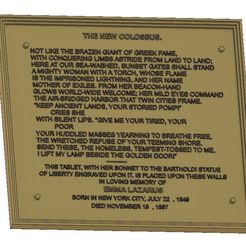 THE NEW COLOSSUS.
NOT LIKE THE BRAZEN GIANT OF GREEK FAME,
WITH CONQUERING LIMBS ASTRIDE FROM LAND TO LAND;
HERE AT OUR SEA-WASHED, SUNSET GATES SHALL STAND
A MIGHTY WOMAN WITH A TORCH, WHOSE FLAME
IS THE IMPRISONED LIGHTNING, AND HER NAME
MOTHER OF EXILES. FROM HER BEACON-HAND
GLOWS WORLD-WIDE WELCOME; HER MILD EYES COMMAND
THE AIR-BRIDGED HARBOR THAT TWIN CITIES FRAME.
"KEEP ANCIENT LANDS, YOUR STORIED POMP!"
CRIES SHE
WITH SILENT LIPS. "GIVE ME YOUR TIRED, YOUR
POOR
YOUR HUDDLED MASSES YEARNING TO BREATHE FREE,
THE WRETCHED REFUSE OF YOUR TEEMING SHORE.
SEND THESE, THE HOMELESS, TEMPEST-TOSSED TO ME,
I LIFT MY LAMP BESIDE THE GOLDEN DOOR!"
THIS TABLET, WITH HER SONNET TO THE BARTHOLDI STATUE
OF LIBERTY ENGRAVED UPON IT. IS PLACED UPON THESE WALLS
IN LOVING MEMORY OF
EMMA LAZARUS
BORN IN NEW YORK CITY, JULY 22 , 1849
DIED NOVEMBER 19 , 1887